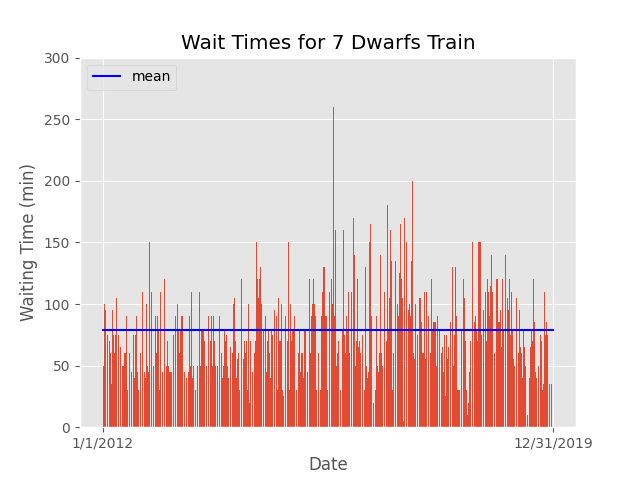 Wait Times for 7 Dwarfs Train
mean
300
250
200
150
100
50
0
Waiting Time (min)
1/1/2012
12/31/2019
Date